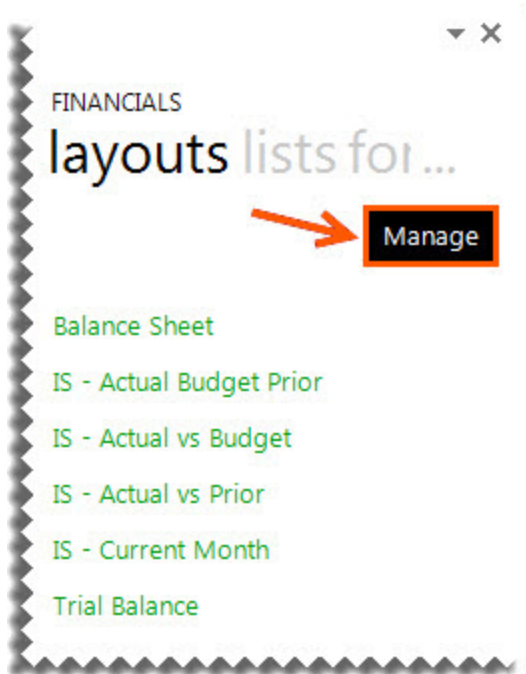 FINANCIALS
layouts lists for ...
Manage
Balance Sheet
IS - Actual Budget Prior
IS - Actual vs Budget
IS - Actual vs Prior
IS - Current Month
Trial Balance